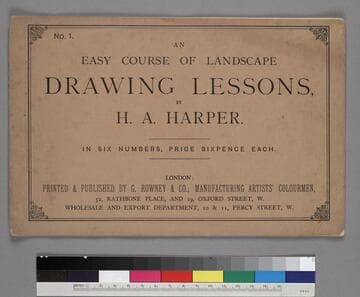 No. 1.
AN
EASY COURSE OF LANDSCAPE
DRAWING LESSONS,
BY
H. A. HARPER.
IN SIX NUMBERS, PRICE SIXPENCE EACH.
LONDON:
PRINTED & PUBLISHED BY G. ROWNEY & CO., MANUFACTURING ARTISTS' COLOURMEN,
52, RATHBONE PLACE, AND 29, OXFORD STREET, W.
WHOLESALE AND EXPORT DEPARTMENT, 10 & 11, PERCY STREET, W.